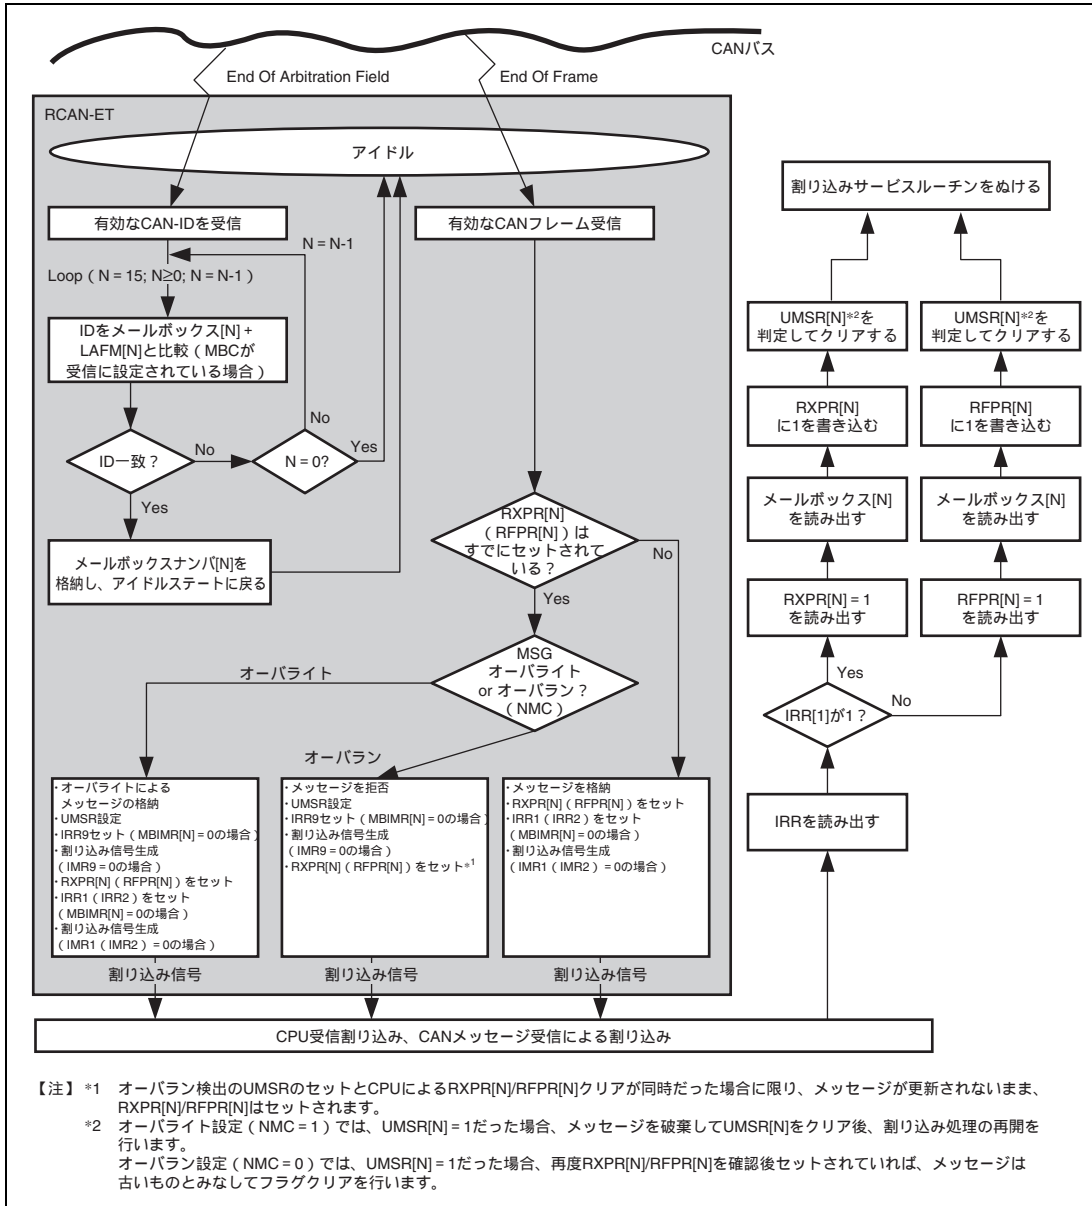 CANバス
End Of Arbitration Field
End Of Frame
RCAN-ET
アイドル
有効なCAN-IDを受信
N = N-1
Loop（N = 15; N≥0; N = N-1）
IDをメールボックス[N] +
LAFM[N]と比較（MBCが
受信に設定されている場合）
ID一致？
No
Yes
N = 0?
No
Yes
メールボックスナンバ[N]を
格納し、アイドルステートに戻る
有効なCANフレーム受信
RXPR[N]
（RFPR[N]）は
すでにセットされて
いる？
No
Yes
MSG
オーバライト
or オーバラン？
（NMC）
オーバライト
オーバラン
・オーバライトによる
メッセージの格納
・UMSR設定
・IRR9セット（MBIMR[N] = 0の場合）
・割り込み信号生成
（IMR9 = 0の場合）
・RXPR[N]（RFPR[N]）をセット
・IRR1（IRR2）をセット
（MBIMR[N] = 0の場合）
・割り込み信号生成
（IMR1（IMR2）= 0の場合）
・メッセージを拒否
・UMSR設定
・IRR9セット（MBIMR[N] = 0の場合）
・割り込み信号生成
（IMR9 = 0の場合）
・RXPR[N]（RFPR[N]）をセット*1
・メッセージを格納
・RXPR[N]（RFPR[N]）をセット
・IRR1（IRR2）をセット
（MBIMR[N] = 0の場合）
・割り込み信号生成
（IMR1（IMR2）= 0の場合）
割り込み信号
割り込み信号
割り込み信号
CPU受信割り込み、CANメッセージ受信による割り込み
割り込みサービスルーチンをぬける
UMSR[N]*2を
判定してクリアする
UMSR[N]*2を
判定してクリアする
RXPR[N]
に1を書き込む
RFPR[N]
に1を書き込む
メールボックス[N]
を読み出す
メールボックス[N]
を読み出す
RXPR[N] = 1
を読み出す
RFPR[N] = 1
を読み出す
Yes
No
IRR[1]が1？
IRRを読み出す
【注】 *1 オーバラン検出のUMSRのセットとCPUによるRXPR[N]/RFPR[N]クリアが同時だった場合に限り、メッセージが更新されないまま、
RXPR[N]/RFPR[N]はセットされます。
*2 オーバライト設定（NMC = 1）では、UMSR[N] = 1だった場合、メッセージを破棄してUMSR[N]をクリア後、割り込み処理の再開を
行います。
オーバラン設定（NMC = 0）では、UMSR[N] = 1だった場合、再度RXPR[N]/RFPR[N]を確認後セットされていれば、メッセージは
古いものとみなしてフラグクリアを行います。